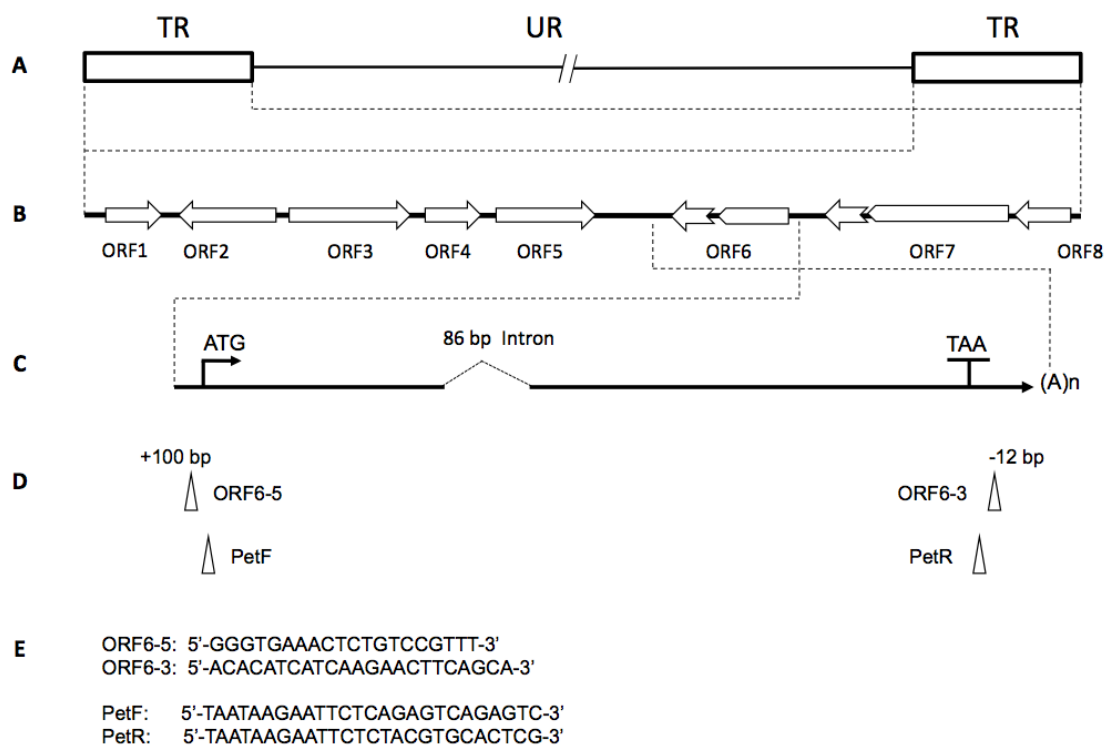 TR UR TR
A
B
ORF1 ORF2 ORF3 ORF4 ORF5 ORF6 ORF7 ORF8
86 bp Intron
ATG TAA
C (A)n
+100 bp -12 bp
D ORF6-5 ORF6-3
PetF PetR
E ORF6-5: 5’-GGGTGAAACTCTGTCCGTTT-3’
ORF6-3: 5’-ACACATCATCAAGAACTTCAGCA-3’
PetF: 5’-TAATAAGAATTCTCAGAGTCAGAGTC-3’
PetR: 5’-TAATAAGAATTCTCTACGTGCACTCG-3’